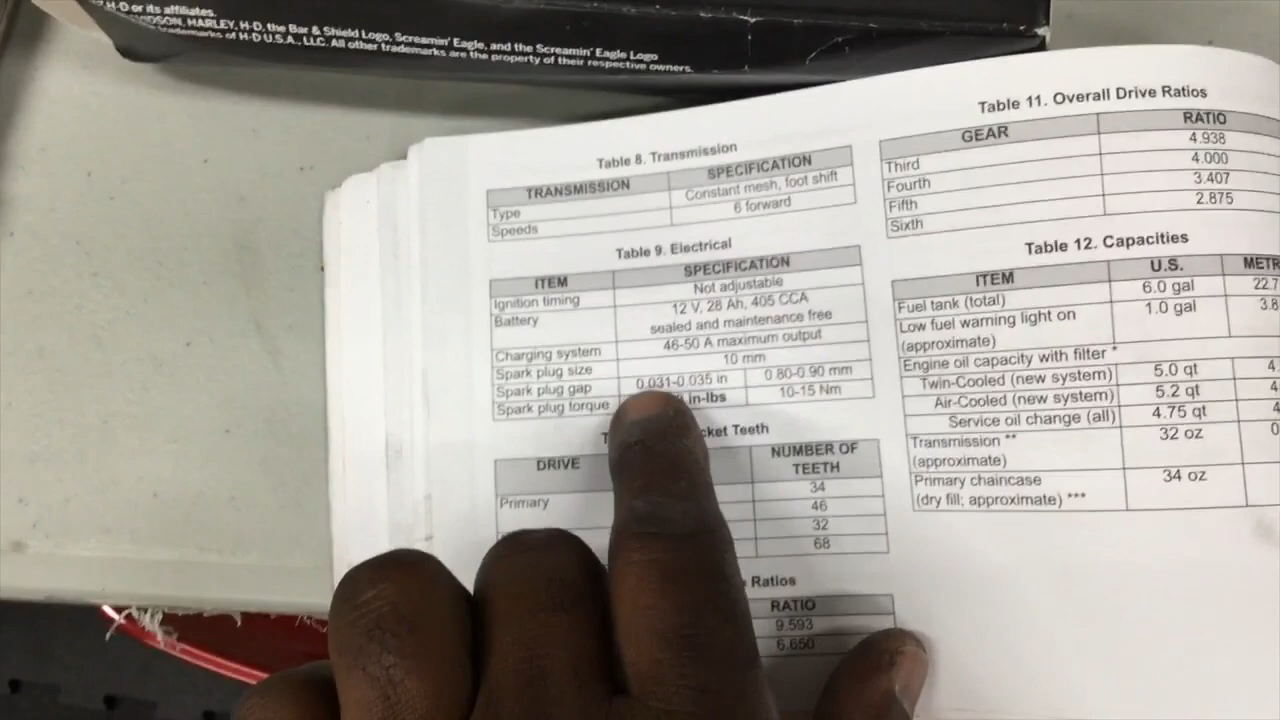 H-D or its affiliates.
HARLEY, H-D, the Bar & Shield Logo, Screamin' Eagle, and the Screamin' Eagle Logo
trademarks of H-D U.S.A., LLC. All other trademarks are the property of their respective owners.
Table 8. Transmission
TRANSMISSION SPECIFICATION
Type Constant mesh, foot shift
Speeds 6 forward
Table 9. Electrical
ITEM SPECIFICATION
Ignition timing Not adjustable
Battery 12 V, 28 Ah, 405 CCA
sealed and maintenance free
Charging system 46-50 A maximum output
Spark plug size 10 mm
Spark plug gap 0.031-0.035 in 0.80-0.90 mm
Spark plug torque in-lbs 10-15 Nm
Teeth
DRIVE NUMBER OF
TEETH
Primary 34
46
32
68
Ratios
RATIO
9.593
6.650
Table 11. Overall Drive Ratios
GEAR RATIO
Third 4.938
Fourth 4.000
Fifth 3.407
Sixth 2.875
Table 12. Capacities
ITEM U.S.
Fuel tank (total) 6.0 gal 22.7
Low fuel warning light on 1.0 gal 3.8
(approximate)
Engine oil capacity with filter *
Twin-Cooled (new system) 5.0 qt
Air-Cooled (new system) 5.2 qt
Service oil change (all) 4.75 qt
Transmission ** 32 oz
(approximate)
Primary chaincase 34 oz
(dry fill; approximate) ***